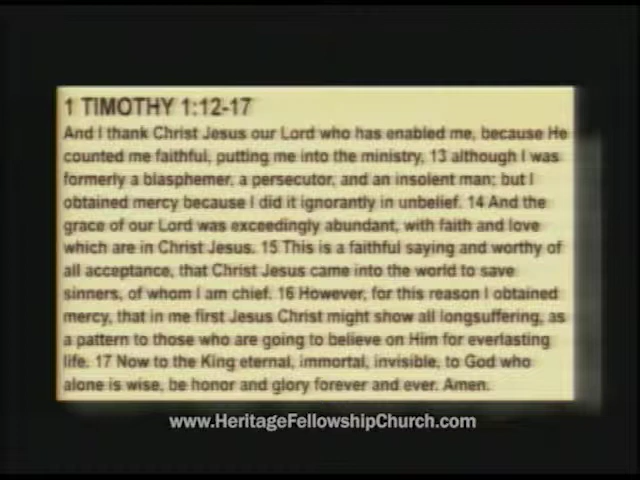 1 TIMOTHY 1:12-17
And I thank Christ Jesus our Lord who has enabled me, because He
counted me faithful, putting me into the ministry, 13 although I was
formerly a blasphemer, a persecutor, and an insolent man; but I
obtained mercy because I did it ignorantly in unbelief. 14 And the
grace of our Lord was exceedingly abundant, with faith and love
which are in Christ Jesus. 15 This is a faithful saying and worthy of
all acceptance, that Christ Jesus came into the world to save
sinners, of whom I am chief. 16 However, for this reason I obtained
mercy, that in me first Jesus Christ might show all longsuffering, as
a pattern to those who are going to believe on Him for everlasting
life. 17 Now to the King eternal, immortal, invisible, to God who
alone is wise, be honor and glory forever and ever. Amen.
www.HeritageFellowshipChurch.com